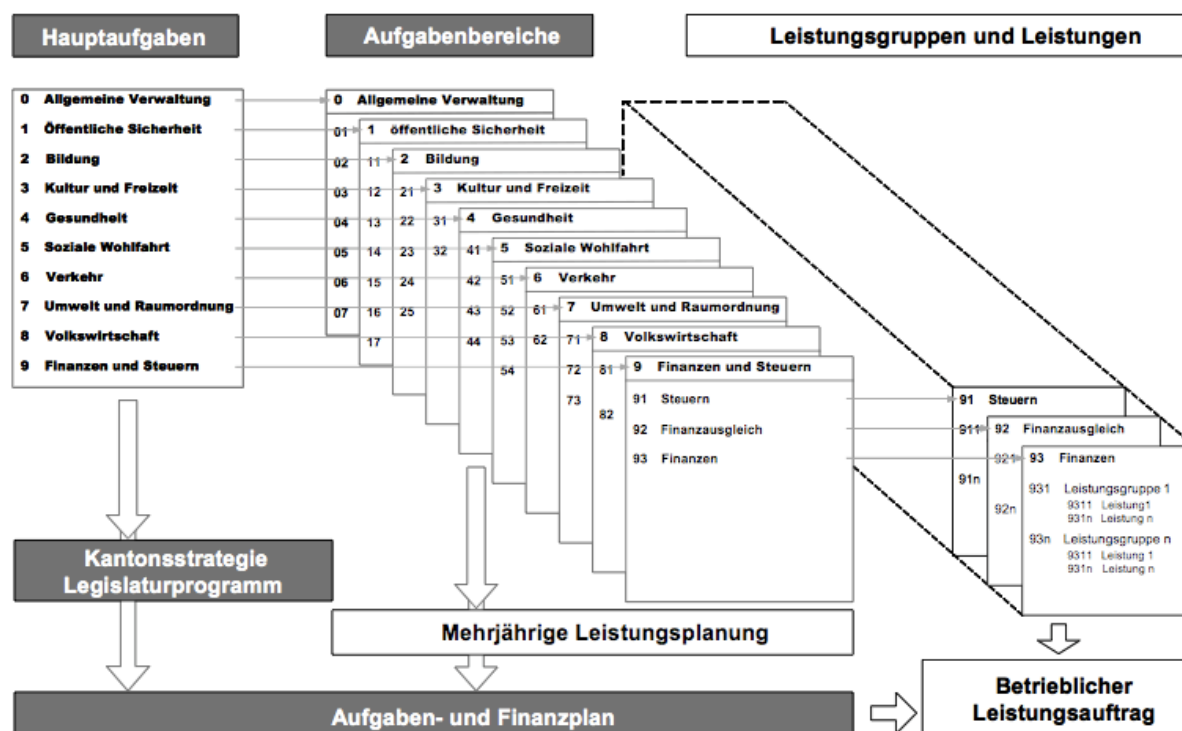 Hauptaufgaben
Aufgabenbereiche
Leistungsgruppen und Leistungen
0 Allgemeine Verwaltung
1 Öffentliche Sicherheit
2 Bildung
3 Kultur und Freizeit
4 Gesundheit
5 Soziale Wohlfahrt
6 Verkehr
7 Umwelt und Raumordnung
8 Volkswirtschaft
9 Finanzen und Steuern
0 Allgemeine Verwaltung
01
02
03
04
05
06
07
1 öffentliche Sicherheit
11
12
13
14
15
16
17
2 Bildung
21
22
23
24
25
3 Kultur und Freizeit
31
32
4 Gesundheit
41
42
43
44
5 Soziale Wohlfahrt
51
52
53
54
6 Verkehr
61
62
7 Umwelt und Raumordnung
71
72
73
8 Volkswirtschaft
81
82
9 Finanzen und Steuern
91 Steuern
92 Finanzausgleich
93 Finanzen
91 Steuern
911
91n
92 Finanzausgleich
921
92n
93 Finanzen
931 Leistungsgruppe 1
9311 Leistung1
931n Leistung n
93n Leistungsgruppe n
9311 Leistung 1
931n Leistung n
Kantonsstrategie
Legislaturprogramm
Mehrjährige Leistungsplanung
Aufgaben- und Finanzplan
Betrieblicher
Leistungsauftrag